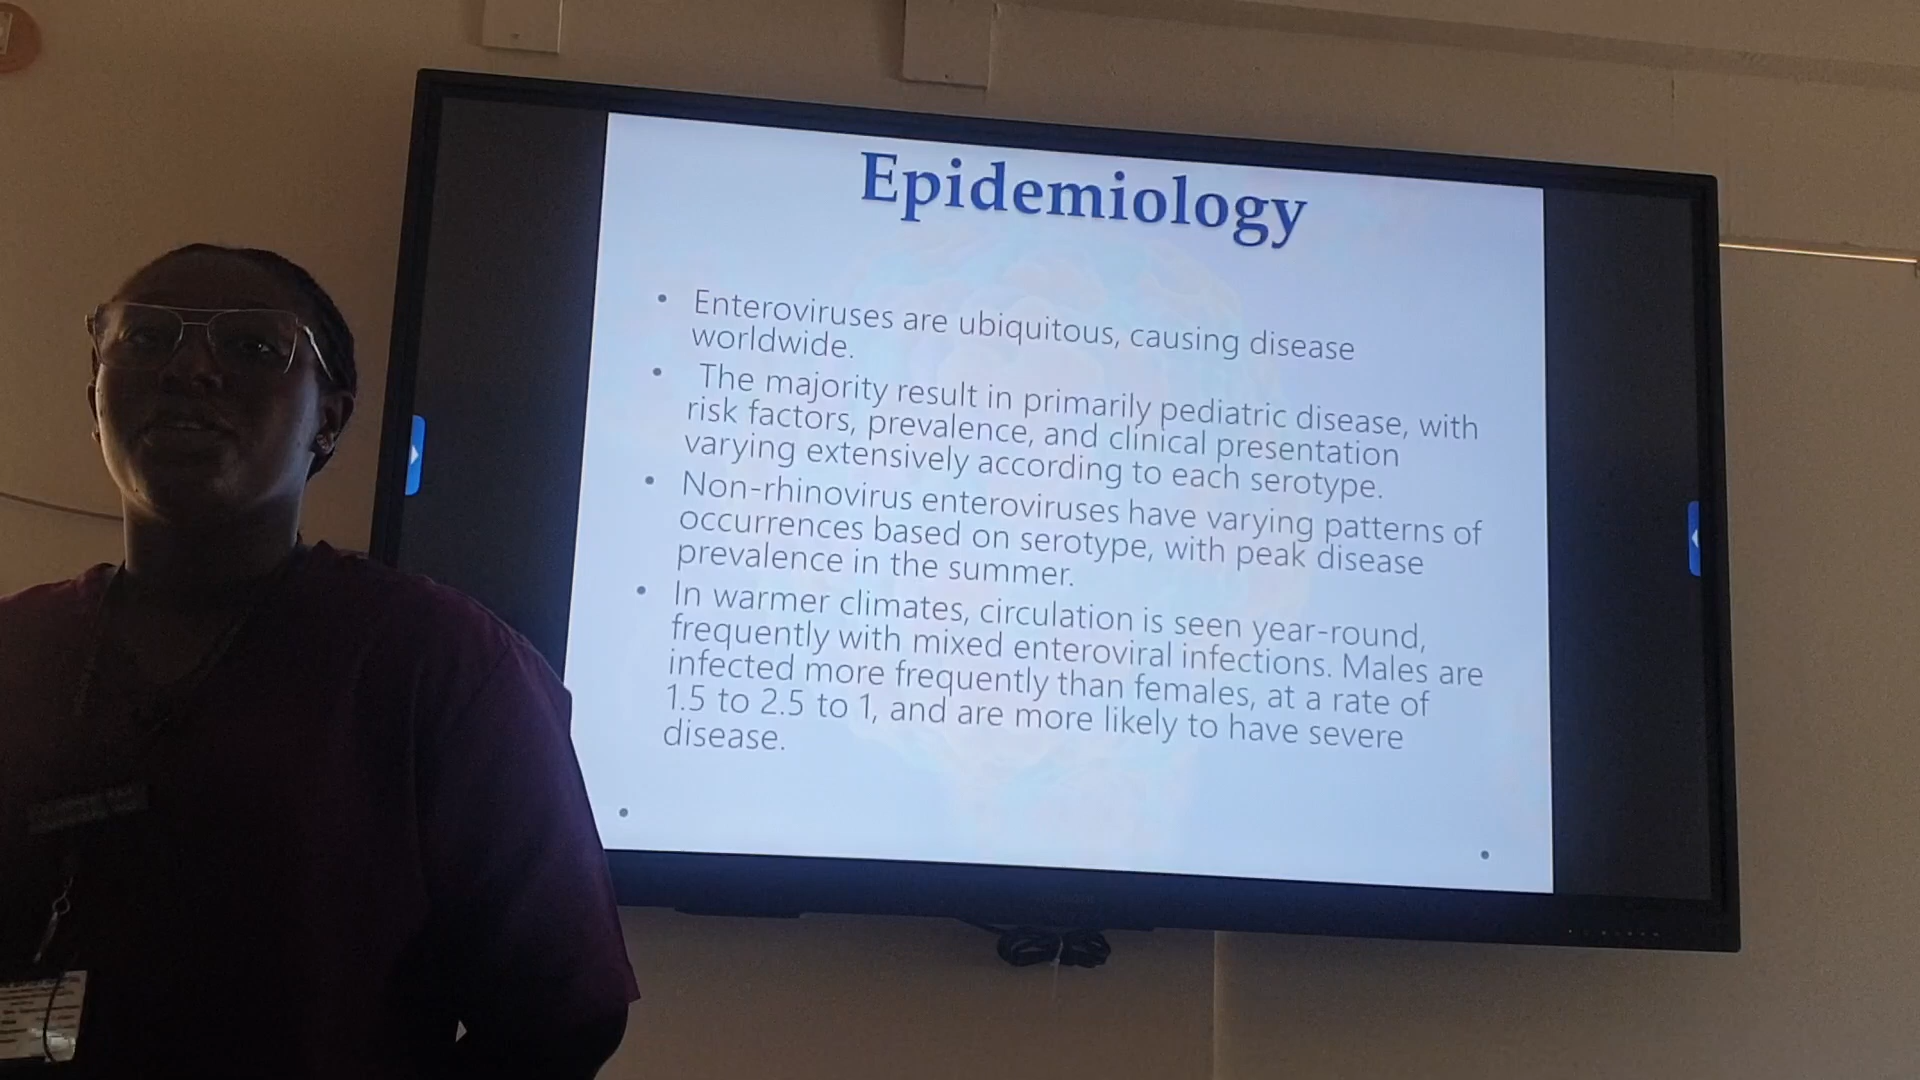 Epidemiology
• Enteroviruses are ubiquitous, causing disease
worldwide.
• The majority result in primarily pediatric disease, with
risk factors, prevalence, and clinical presentation
varying extensively according to each serotype.
• Non-rhinovirus enteroviruses have varying patterns of
occurrences based on serotype, with peak disease
prevalence in the summer.
• In warmer climates, circulation is seen year-round,
frequently with mixed enteroviral infections. Males are
infected more frequently than females, at a rate of
1.5 to 2.5 to 1, and are more likely to have severe
disease.